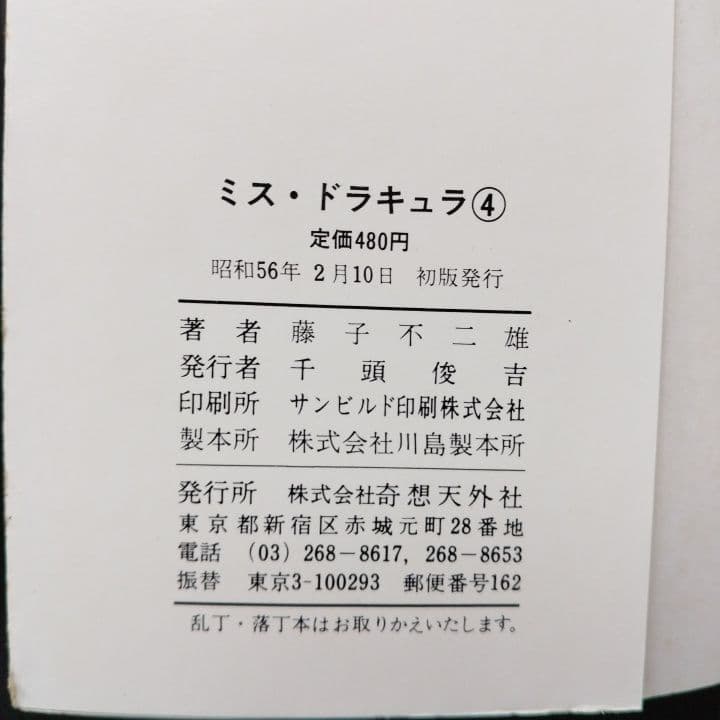 ミス・ドラキュラ④
定価480円
昭和56年 2月10日 初版発行
著者 藤子不二雄
発行者 千頭俊吉
印刷所 サンビルド印刷株式会社
製本所 株式会社川島製本所
発行所 株式会社奇想天外社
東京都新宿区赤城元町28番地
電話 (03) 268－8617, 268－8653
振替 東京3-100293 郵便番号162
乱丁・落丁本はお取りかえいたします。